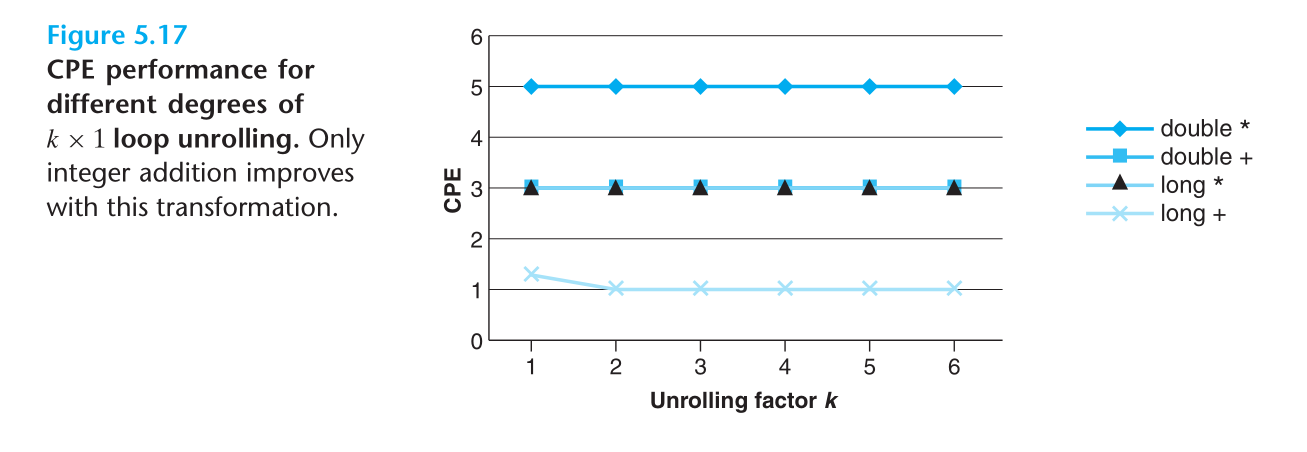 Figure 5.17
CPE performance for
different degrees of
k × 1 loop unrolling. Only
integer addition improves
with this transformation.
6
5
4
3
2
1
0
CPE
1 2 3 4 5 6
Unrolling factor k
double *
double +
long *
long +